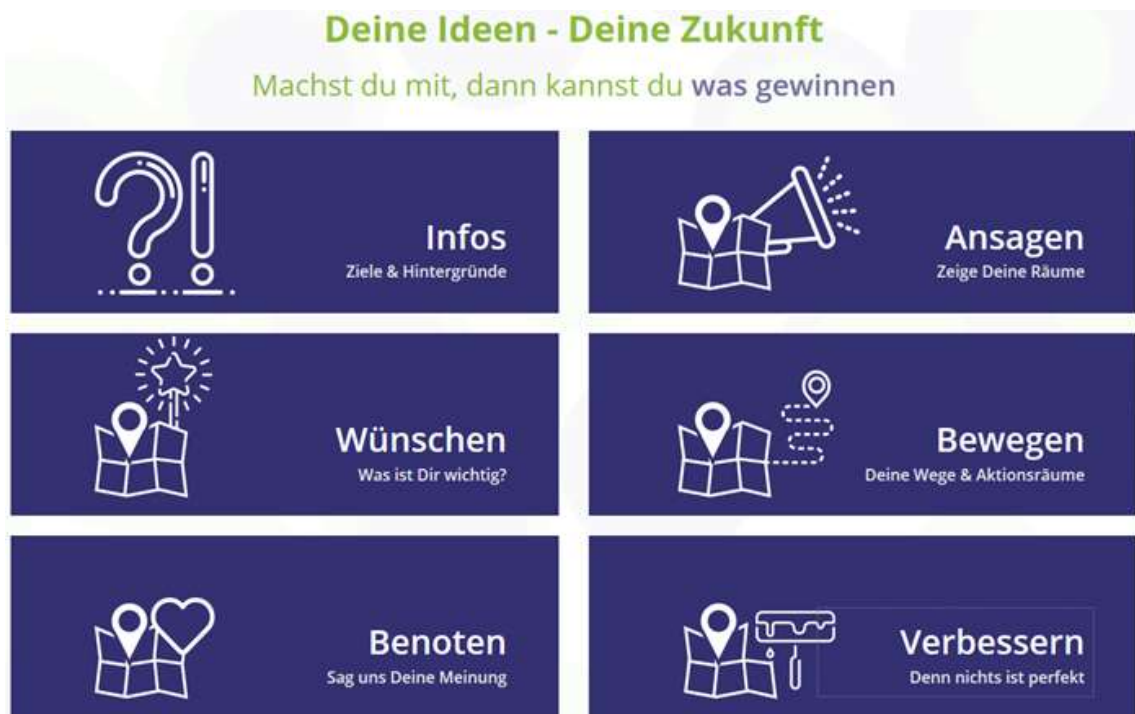 Deine Ideen - Deine Zukunft
Machst du mit, dann kannst du was gewinnen
Infos
Ziele & Hintergründe
Ansagen
Zeige Deine Räume
Wünschen
Was ist Dir wichtig?
Bewegen
Deine Wege & Aktionsräume
Benoten
Sag uns Deine Meinung
Verbessern
Denn nichts ist perfekt